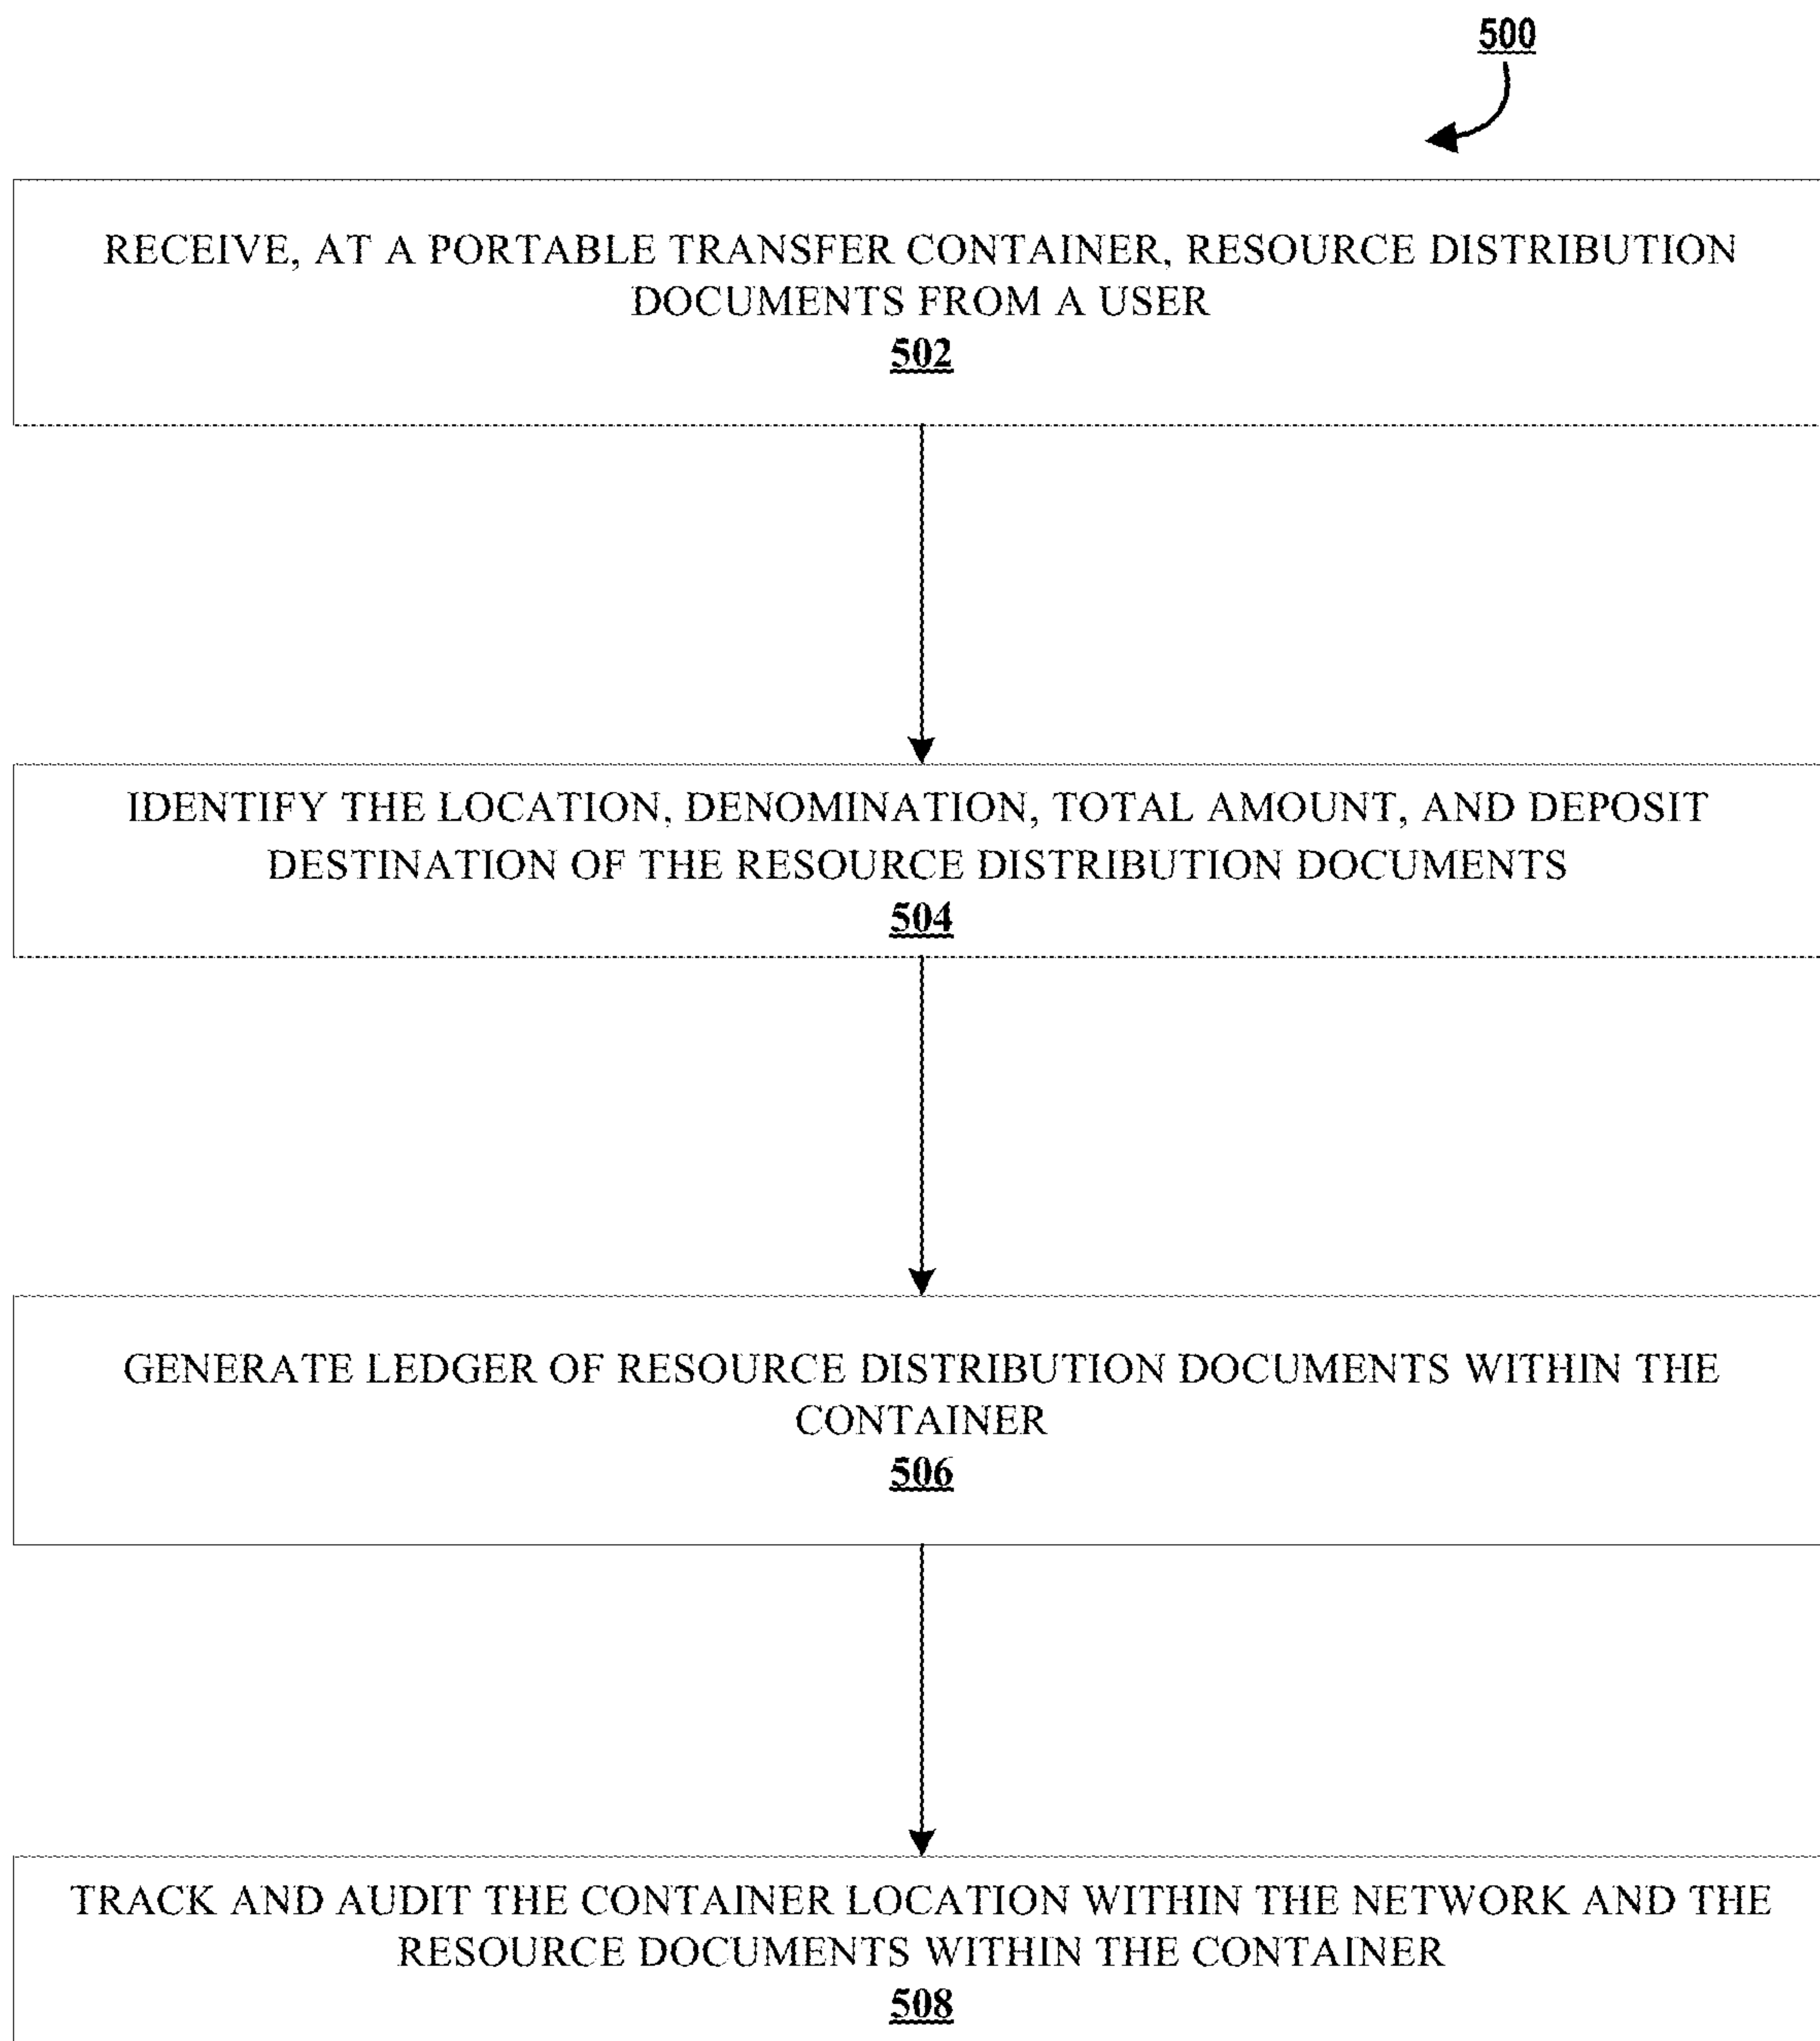 500
RECEIVE, AT A PORTABLE TRANSFER CONTAINER, RESOURCE DISTRIBUTION
DOCUMENTS FROM A USER
502
IDENTIFY THE LOCATION, DENOMINATION, TOTAL AMOUNT, AND DEPOSIT
DESTINATION OF THE RESOURCE DISTRIBUTION DOCUMENTS
504
GENERATE LEDGER OF RESOURCE DISTRIBUTION DOCUMENTS WITHIN THE
CONTAINER
506
TRACK AND AUDIT THE CONTAINER LOCATION WITHIN THE NETWORK AND THE
RESOURCE DOCUMENTS WITHIN THE CONTAINER
508